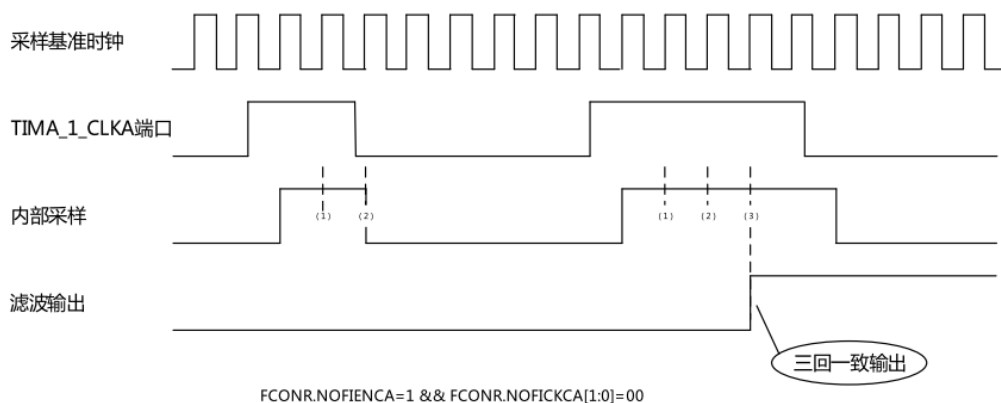 采样基准时钟
TIMA_1_CLKA端口
内部采样
(1) (2) (1) (2) (3)
滤波输出
三回一致输出
FCONR.NOFIENCA=1 && FCONR.NOFICKCA[1:0]=00